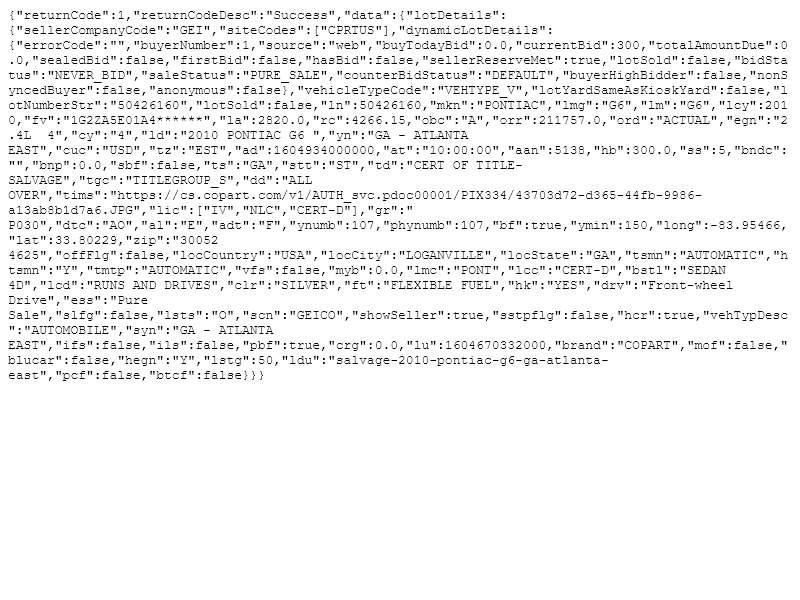 {"returnCode":1,"returnCodeDesc":"Success","data":{"lotDetails":
{"sellerCompanyCode":"GEI","siteCodes":["CPRTUS"],"dynamicLotDetails":
{"errorCode":"","buyerNumber":1,"source":"web","buyTodayBid":0.0,"currentBid":300,"totalAmountDue":0
.0,"sealedBid":false,"firstBid":false,"hasBid":false,"sellerReserveMet":true,"lotSold":false,"bidSta
tus":"NEVER_BID","saleStatus":"PURE_SALE","counterBidStatus":"DEFAULT","buyerHighBidder":false,"nonS
yncedBuyer":false,"anonymous":false},"vehicleTypeCode":"VEHTYPE_V","lotYardSameAsKioskYard":false,"l
otNumberStr":"50426160","lotSold":false,"ln":50426160,"mkn":"PONTIAC","lmg":"G6","lm":"G6","lcy":201
0,"fv":"1G2ZA5E01A4******","la":2820.0,"rc":4266.15,"obc":"A","orr":211757.0,"ord":"ACTUAL","egn":"2
.4L  4","cy":"4","ld":"2010 PONTIAC G6 ","yn":"GA - ATLANTA
EAST","cuc":"USD","tz":"EST","ad":1604934000000,"at":"10:00:00","aan":5138,"hb":300.0,"ss":5,"bndc":
"","bnp":0.0,"sbf":false,"ts":"GA","stt":"ST","td":"CERT OF TITLE-
SALVAGE","tgc":"TITLEGROUP_S","dd":"ALL
OVER","tims":"https://cs.copart.com/v1/AUTH_svc.pdoc00001/PIX334/43703d72-d365-44fb-9986-
a13ab8b1d7a6.JPG","lic":["IV","NLC","CERT-D"],"gr":"
P030","dtc":"AO","al":"E","adt":"F","ynumb":107,"phynumb":107,"bf":true,"ymin":150,"long":-83.95466,
"lat":33.80229,"zip":"30052
4625","offFlg":false,"locCountry":"USA","locCity":"LOGANVILLE","locState":"GA","tsmn":"AUTOMATIC","h
tsmn":"Y","tmtp":"AUTOMATIC","vfs":false,"myb":0.0,"lmc":"PONT","lcc":"CERT-D","bstl":"SEDAN
4D","lcd":"RUNS AND DRIVES","clr":"SILVER","ft":"FLEXIBLE FUEL","hk":"YES","drv":"Front-wheel
Drive","ess":"Pure
Sale","slfg":false,"lsts":"O","scn":"GEICO","showSeller":true,"sstpflg":false,"hcr":true,"vehTypDesc
":"AUTOMOBILE","syn":"GA - ATLANTA
EAST","ifs":false,"ils":false,"pbf":true,"crg":0.0,"lu":1604670332000,"brand":"COPART","mof":false,"
blucar":false,"hegn":"Y","lstg":50,"ldu":"salvage-2010-pontiac-g6-ga-atlanta-
east","pcf":false,"btcf":false}}}